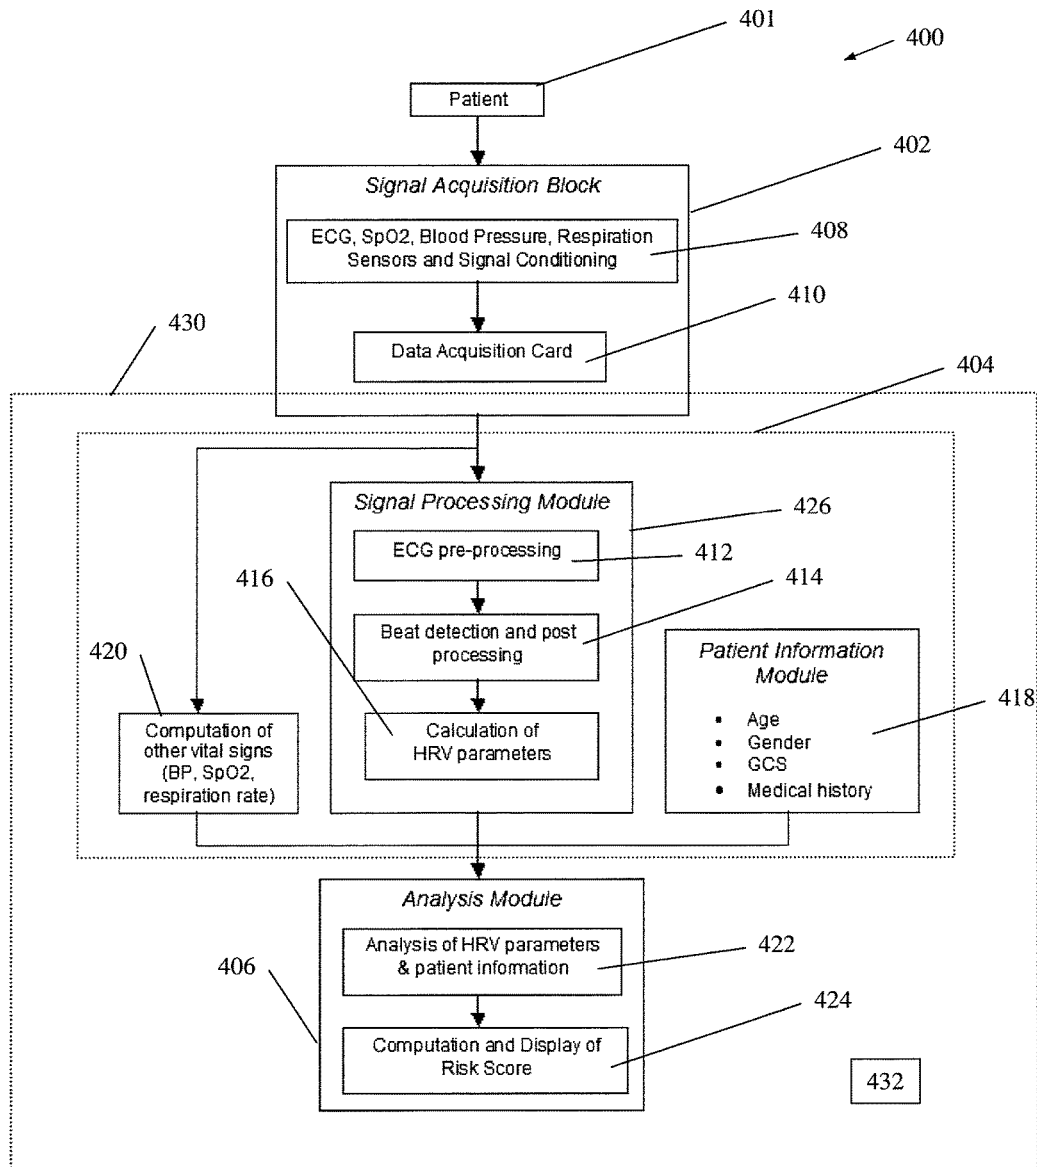 401
400
Patient
402
Signal Acquisition Block
ECG, SpO2, Blood Pressure, Respiration
Sensors and Signal Conditioning
408
410
430
Data Acquisition Card
404
Signal Processing Module
426
ECG pre-processing
412
416
414
Beat detection and post
processing
Patient Information
Module
420
418
Computation of
other vital signs
(BP, SpO2,
respiration rate)
Calculation of
HRV parameters
• Age
• Gender
• GCS
• Medical history
Analysis Module
Analysis of HRV parameters
& patient information
422
406
424
Computation and Display of
Risk Score
432